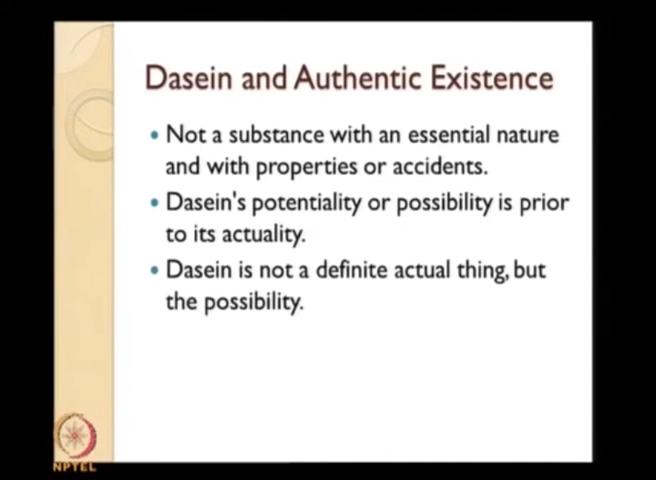 Dasein and Authentic Existence
• Not a substance with an essential nature
and with properties or accidents.
• Dasein's potentiality or possibility is prior
to its actuality.
• Dasein is not a definite actual thing, but
the possibility.
NPTEL